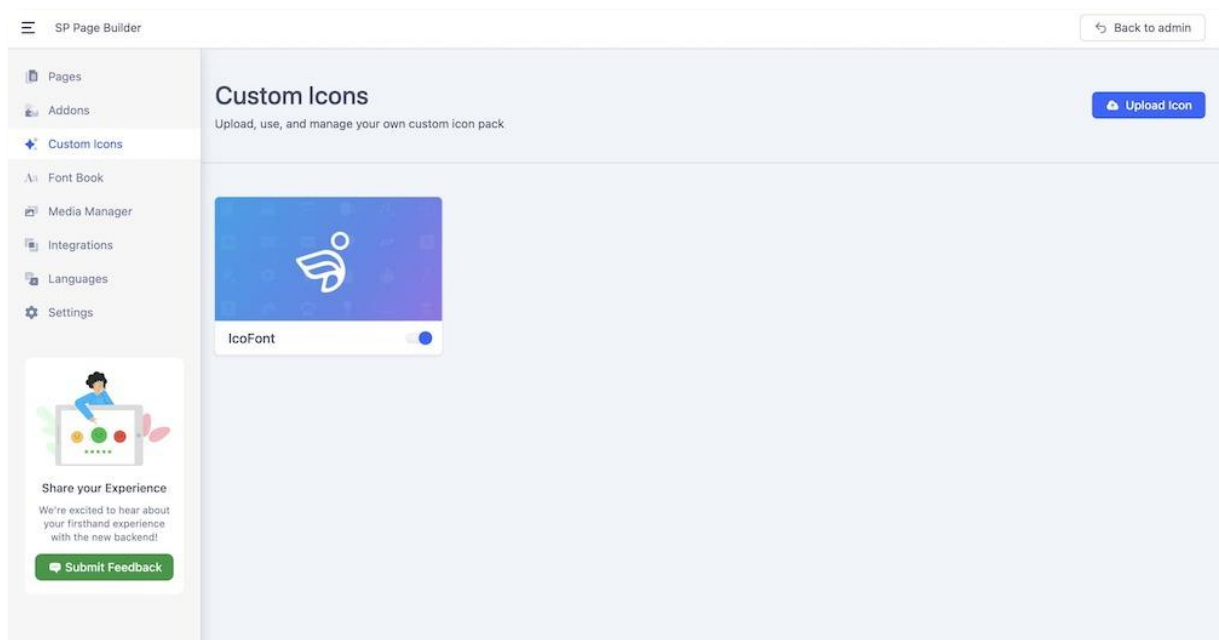 SP Page Builder
Back to admin
Pages
Addons
Custom Icons
Font Book
Media Manager
Integrations
Languages
Settings
Custom Icons
Upload, use, and manage your own custom icon pack
Upload Icon
IcoFont
Share your Experience
We're excited to hear about
your firsthand experience
with the new backend!
Submit Feedback